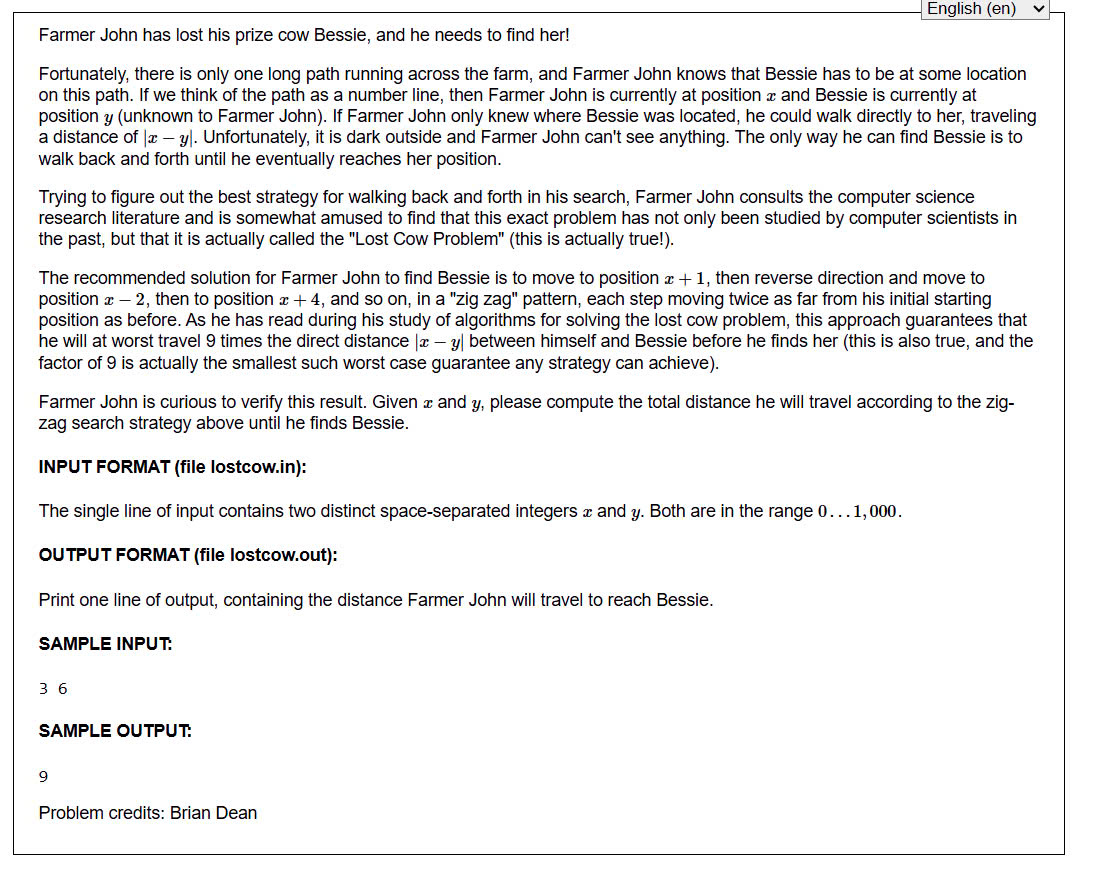 English (en)
Farmer John has lost his prize cow Bessie, and he needs to find her!
Fortunately, there is only one long path running across the farm, and Farmer John knows that Bessie has to be at some location
on this path. If we think of the path as a number line, then Farmer John is currently at position x and Bessie is currently at
position y (unknown to Farmer John). If Farmer John only knew where Bessie was located, he could walk directly to her, traveling
a distance of |x − y|. Unfortunately, it is dark outside and Farmer John can't see anything. The only way he can find Bessie is to
walk back and forth until he eventually reaches her position.
Trying to figure out the best strategy for walking back and forth in his search, Farmer John consults the computer science
research literature and is somewhat amused to find that this exact problem has not only been studied by computer scientists in
the past, but that it is actually called the "Lost Cow Problem" (this is actually true!).
The recommended solution for Farmer John to find Bessie is to move to position x + 1, then reverse direction and move to
position x − 2, then to position x + 4, and so on, in a "zig zag" pattern, each step moving twice as far from his initial starting
position as before. As he has read during his study of algorithms for solving the lost cow problem, this approach guarantees that
he will at worst travel 9 times the direct distance |x − y| between himself and Bessie before he finds her (this is also true, and the
factor of 9 is actually the smallest such worst case guarantee any strategy can achieve).
Farmer John is curious to verify this result. Given x and y, please compute the total distance he will travel according to the zig-
zag search strategy above until he finds Bessie.
INPUT FORMAT (file lostcow.in):
The single line of input contains two distinct space-separated integers x and y. Both are in the range 0…1,000.
OUTPUT FORMAT (file lostcow.out):
Print one line of output, containing the distance Farmer John will travel to reach Bessie.
SAMPLE INPUT:
3 6
SAMPLE OUTPUT:
9
Problem credits: Brian Dean